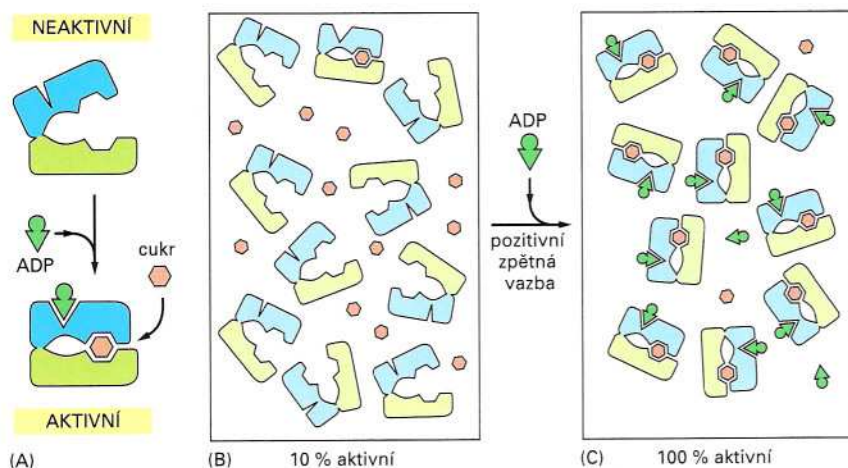 NEAKTIVNÍ
ADP
cukr
AKTIVNÍ
(A)
(B) 10 % aktivní
ADP
pozitivní
zpětná
vazba
(C) 100 % aktivní